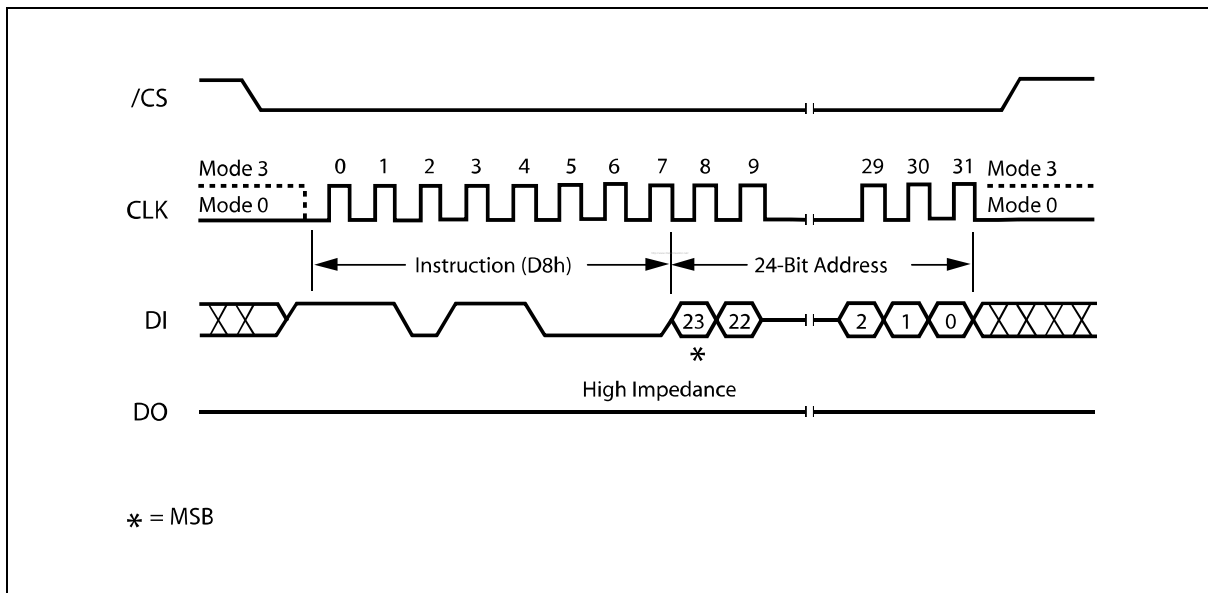 /CS
Mode 3 0 1 2 3 4 5 6 7 8 9 29 30 31 Mode 3
CLK Mode 0 Mode 0
Instruction (D8h) 24-Bit Address
DI 23 22 2 1 0
*
High Impedance
DO
* = MSB